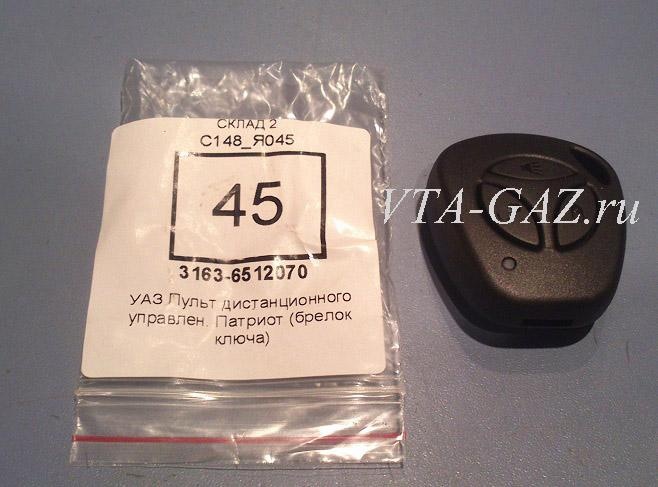 СКЛАД 2
С148_Я045
45
3163-6512070
УАЗ Пульт дистанционного
управлен. Патриот (брелок
ключа)
VTA-GAZ.ru